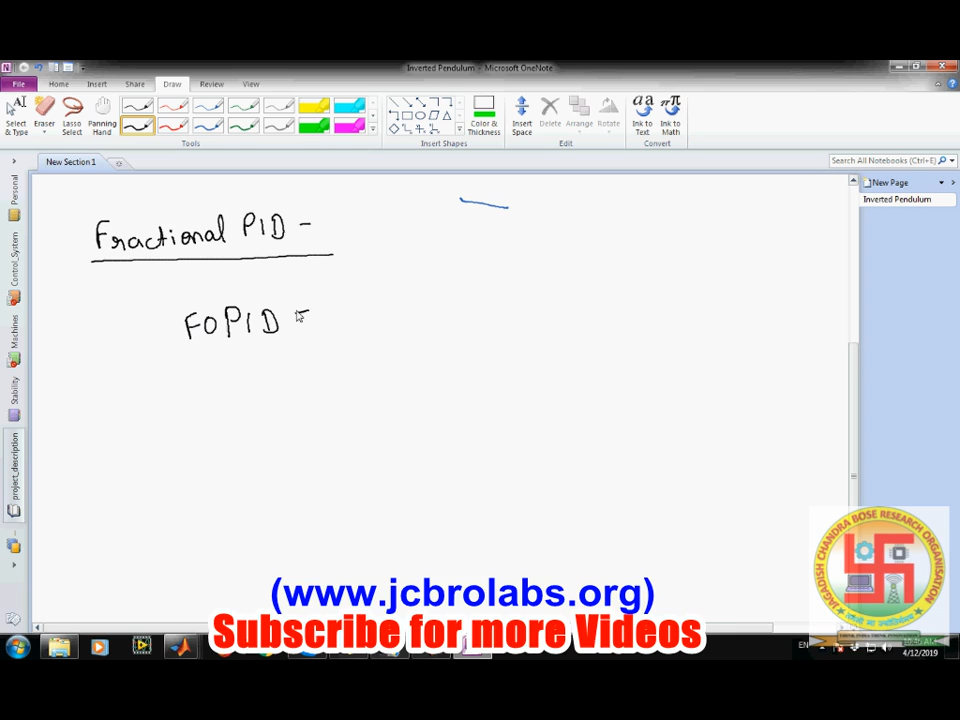 Inverted Pendulum - Microsoft OneNote
File Home Insert Share Draw Review View
Select & Type Eraser Lasso Select Panning Hand Color & Thickness Insert Space Delete Arrange Rotate Ink to Text Ink to Math
Tools Insert Shapes Edit Convert
New Section 1
Search All Notebooks (Ctrl+E)
New Page
Inverted Pendulum
Personal
Control_System
Machines
Stability
project_description
Fractional PID -
FOPID =
JAGADISH CHANDRA BOSE RESEARCH ORGANISATION
(www.jcbrolabs.org)
Subscribe for more Videos
EN
4/12/2019